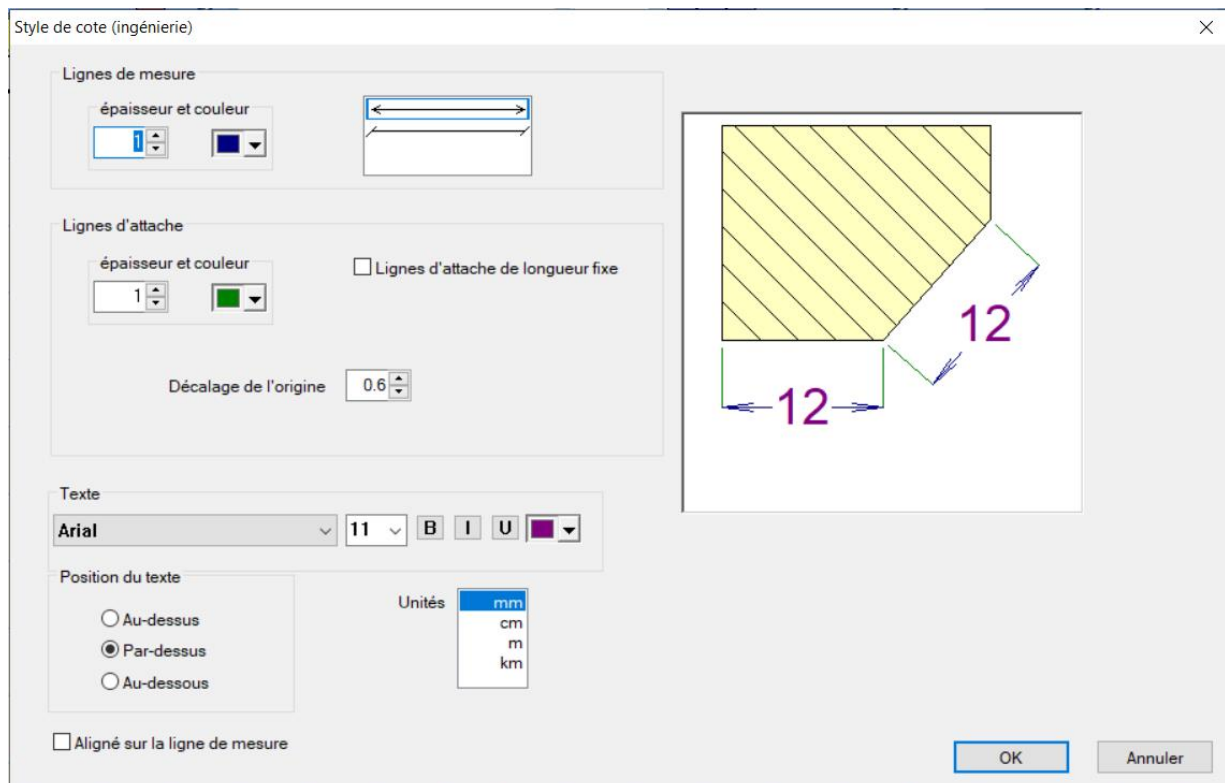 Style de cote (ingénierie)
Lignes de mesure
épaisseur et couleur
1
Lignes d'attache
épaisseur et couleur
1
Lignes d'attache de longueur fixe
Décalage de l'origine 0.6
12
12
Texte
Arial 11 B I U
Position du texte
Au-dessus
Par-dessus
Au-dessous
Unités mm
cm
m
km
Aligné sur la ligne de mesure
OK Annuler